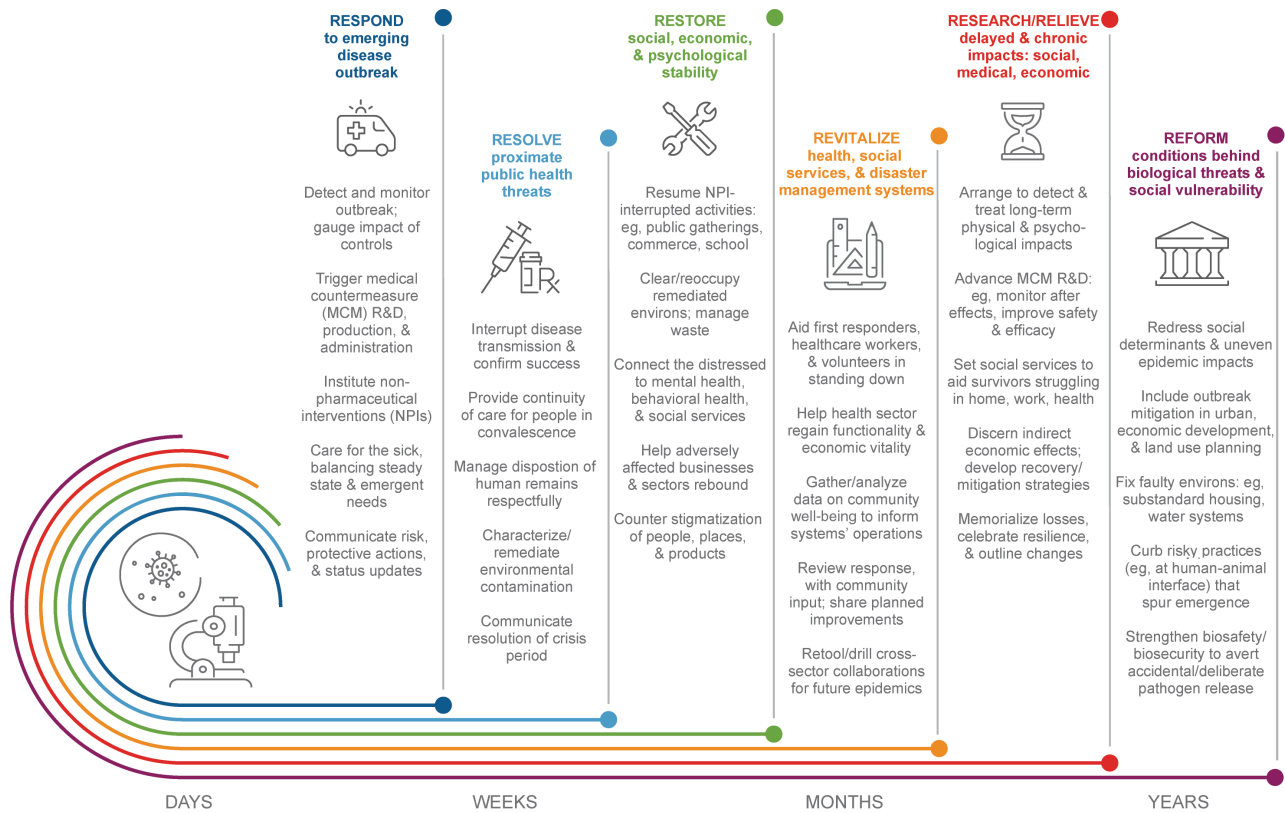 RESPOND
to emerging
disease
outbreak
Detect and monitor
outbreak;
gauge impact of
controls
Trigger medical
countermeasure
(MCM) R&D,
production, &
administration
Institute non-
pharmaceutical
interventions (NPIs)
Care for the sick,
balancing steady
state & emergent
needs
Communicate risk,
protective actions,
& status updates
RESOLVE
proximate
public health
threats
Rx
Interrupt disease
transmission &
confirm success
Provide continuity
of care for people in
convalescence
Manage dispostion of
human remains
respectfully
Characterize/
remediate
environmental
contamination
Communicate
resolution of crisis
period
RESTORE
social, economic,
& psychological
stability
Resume NPI-
interrupted activities:
eg, public gatherings,
commerce, school
Clear/reoccupy
remediated
environs; manage
waste
Connect the distressed
to mental health,
behavioral health,
& social services
Help adversely
affected businesses
& sectors rebound
Counter stigmatization
of people, places,
& products
REVITALIZE
health, social
services, & disaster
management systems
Aid first responders,
healthcare workers,
& volunteers in
standing down
Help health sector
regain functionality &
economic vitality
Gather/analyze
data on community
well-being to inform
systems' operations
Review response,
with community
input; share planned
improvements
Retool/drill cross-
sector collaborations
for future epidemics
RESEARCH/RELIEVE
delayed & chronic
impacts: social,
medical, economic
Arrange to detect &
treat long-term
physical & psycho-
logical impacts
Advance MCM R&D:
eg, monitor after
effects, improve safety
& efficacy
Set social services to
aid survivors struggling
in home, work, health
Discern indirect
economic effects;
develop recovery/
mitigation strategies
Memorialize losses,
celebrate resilience,
& outline changes
REFORM
conditions behind
biological threats &
social vulnerability
Redress social
determinants & uneven
epidemic impacts
Include outbreak
mitigation in urban,
economic development,
& land use planning
Fix faulty environs: eg,
substandard housing,
water systems
Curb risky practices
(eg, at human-animal
interface) that
spur emergence
Strengthen biosafety/
biosecurity to avert
accidental/deliberate
pathogen release
DAYS
WEEKS
MONTHS
YEARS